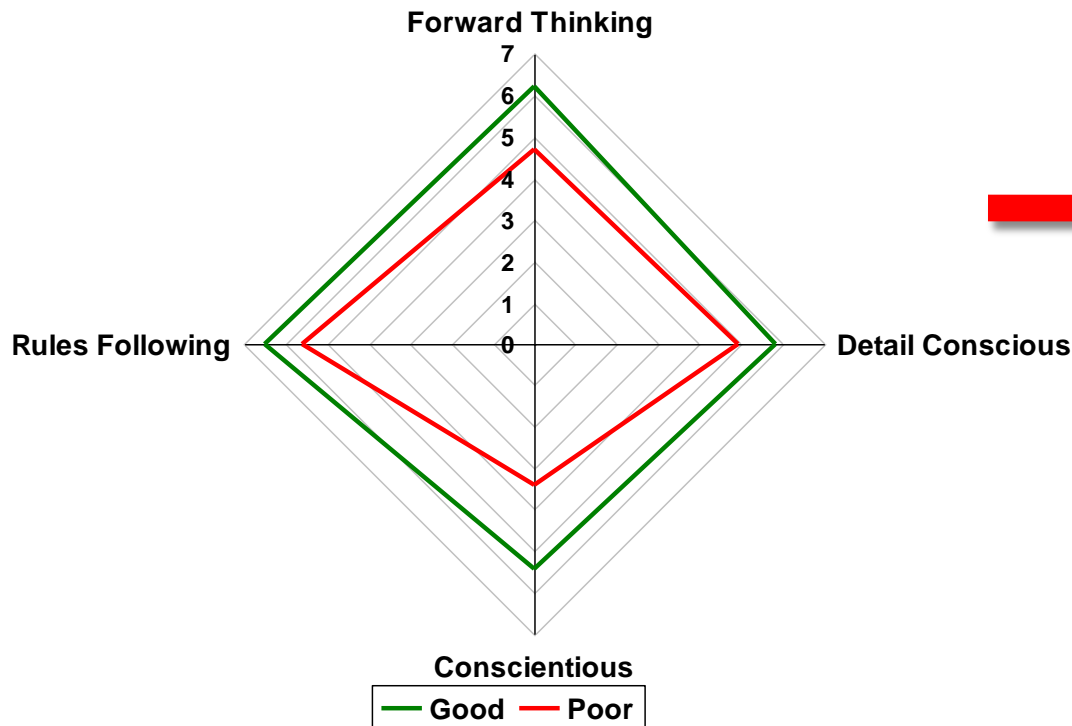 Forward Thinking
7
6
5
4
3
2
1
0
Rules Following
Detail Conscious
Conscientious
Good Poor